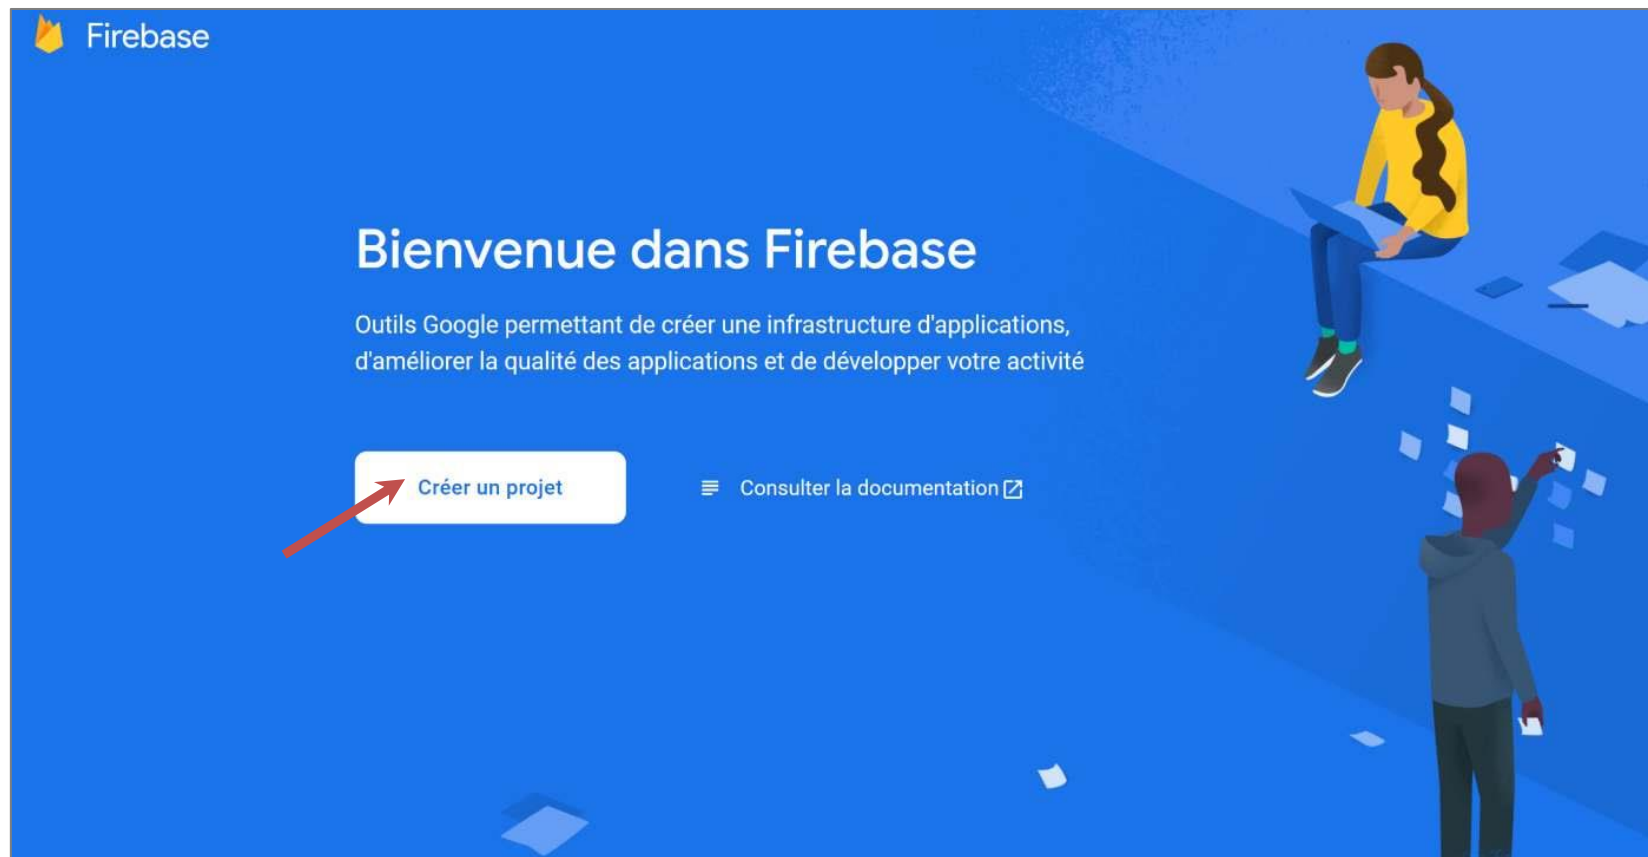 Firebase
Bienvenue dans Firebase
Outils Google permettant de créer une infrastructure d'applications,
d'améliorer la qualité des applications et de développer votre activité
Créer un projet
Consulter la documentation